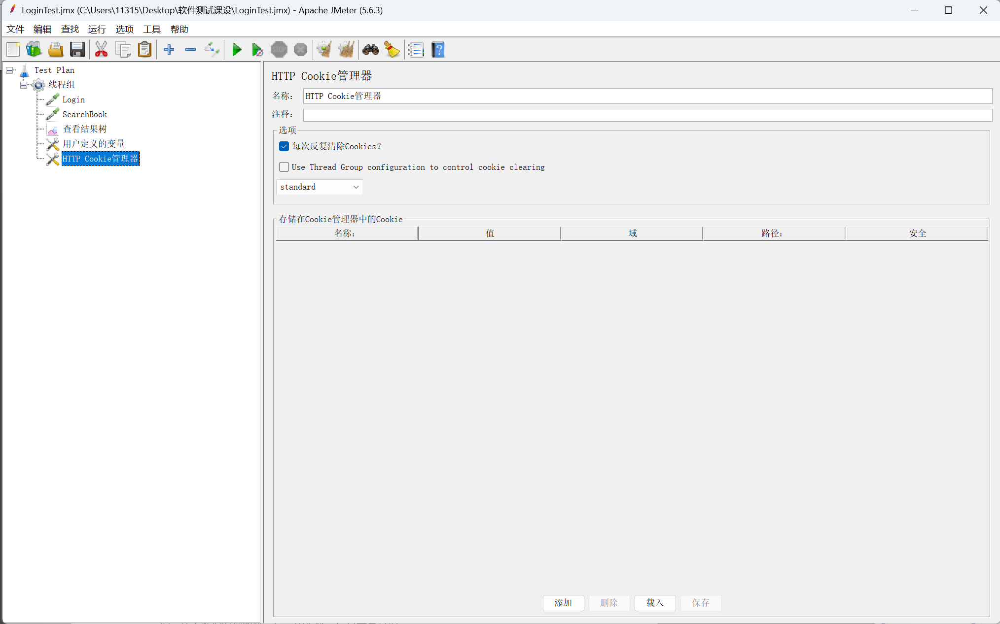 LoginTest.jmx (C:\Users\11315\Desktop\软件测试课设\LoginTest.jmx) - Apache JMeter (5.6.3)
文件 编辑 查找 运行 选项 工具 帮助
STOP
Test Plan
线程组
Login
SearchBook
查看结果树
用户定义的变量
HTTP Cookie管理器
HTTP Cookie管理器
名称： HTTP Cookie管理器
注释：
选项
每次反复清除Cookies?
Use Thread Group configuration to control cookie clearing
standard
存储在Cookie管理器中的Cookie
名称： 值 域 路径： 安全
添加 删除 载入 保存